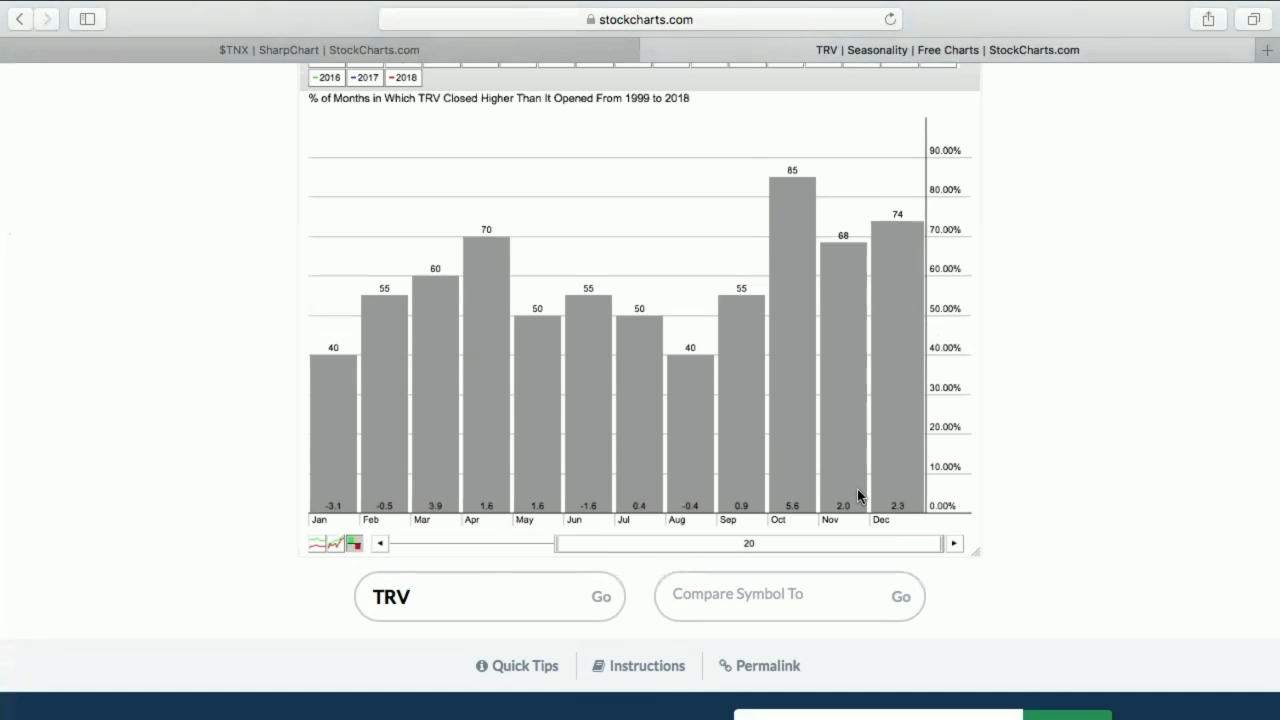 stockcharts.com
$TNX | SharpChart | StockCharts.com
TRV | Seasonality | Free Charts | StockCharts.com
2016 2017 2018
% of Months in Which TRV Closed Higher Than It Opened From 1999 to 2018
90.00%
85
80.00%
74
70.00%
70
68
60.00%
60
55 55 55
50.00%
50 50
40.00%
40 40
30.00%
20.00%
10.00%
-3.1 -0.5 3.9 1.6 1.6 -1.6 0.4 -0.4 0.9 5.6 2.0 2.3 0.00%
Jan Feb Mar Apr May Jun Jul Aug Sep Oct Nov Dec
20
TRV Go Compare Symbol To Go
Quick Tips Instructions Permalink